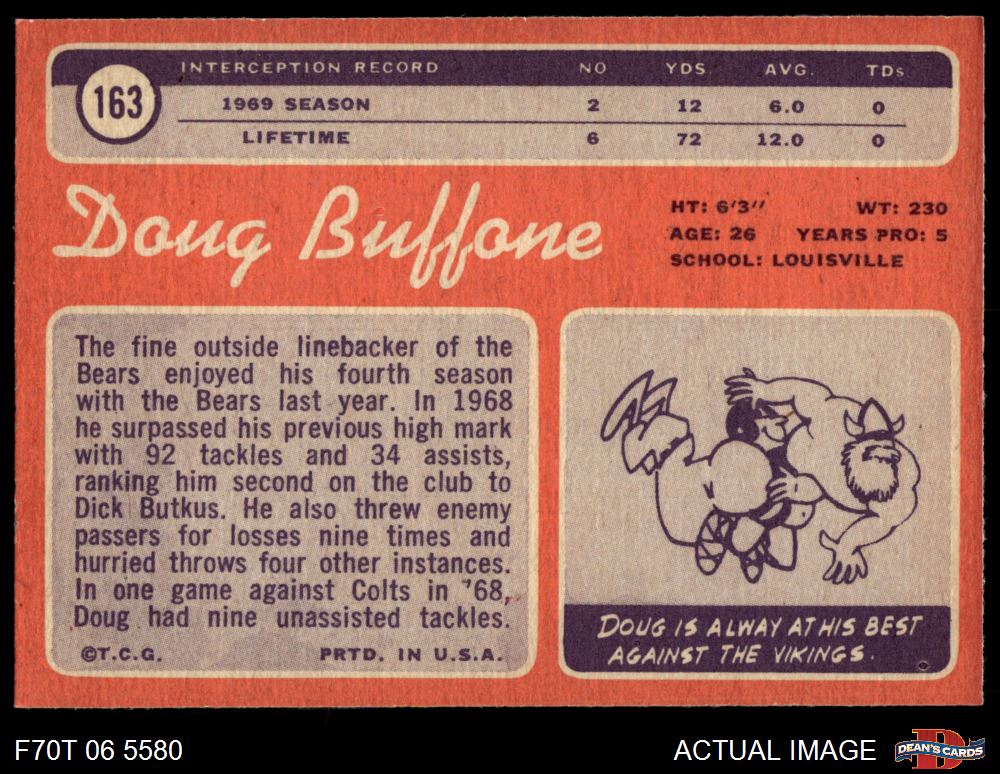 163
INTERCEPTION RECORD NO YDS. AVG. TDs
1969 SEASON 2 12 6.0 0
LIFETIME 6 72 12.0 0
Doug Buffone
HT: 6'3" WT: 230
AGE: 26 YEARS PRO: 5
SCHOOL: LOUISVILLE
The fine outside linebacker of the
Bears enjoyed his fourth season
with the Bears last year. In 1968
he surpassed his previous high mark
with 92 tackles and 34 assists,
ranking him second on the club to
Dick Butkus. He also threw enemy
passers for losses nine times and
hurried throws four other instances.
In one game against Colts in '68,
Doug had nine unassisted tackles.
©T.C.G. PRTD. IN U.S.A.
DOUG IS ALWAY AT HIS BEST
AGAINST THE VIKINGS.
F70T 06 5580
ACTUAL IMAGE
D
DEAN'S CARDS